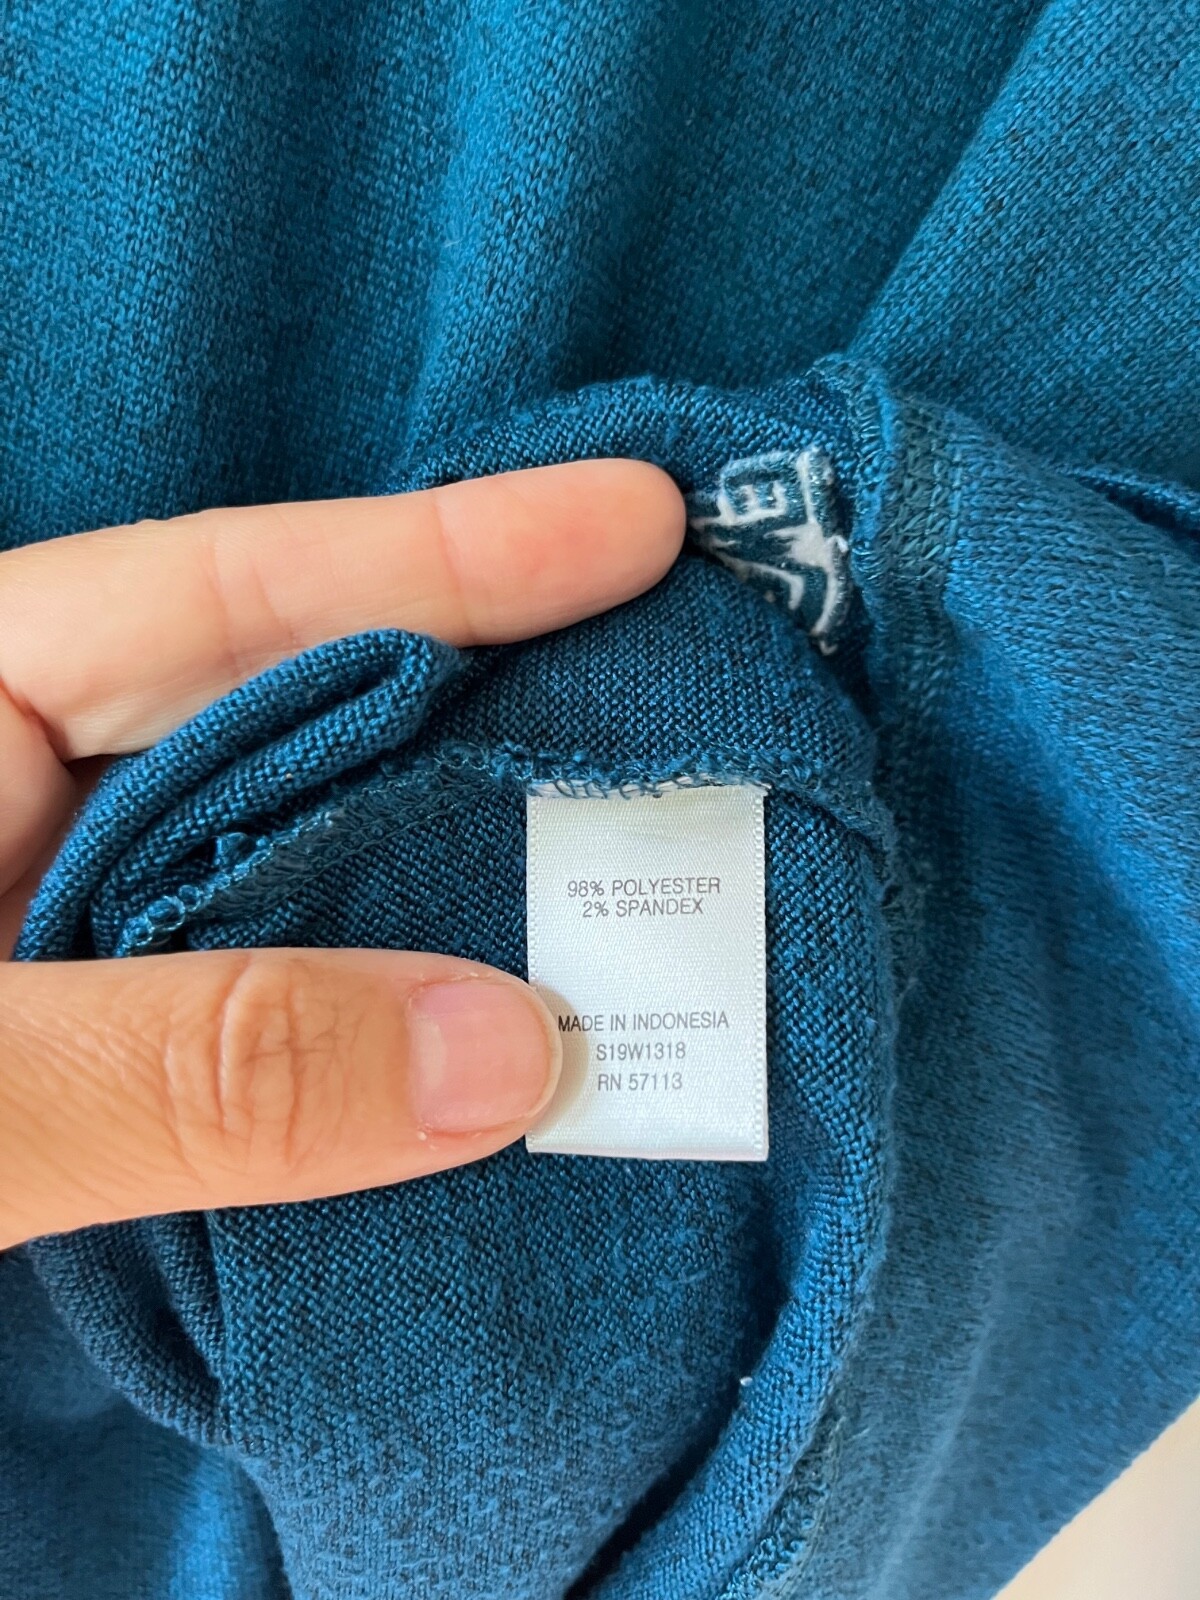 98% POLYESTER
2% SPANDEX
MADE IN INDONESIA
S19W1318
RN 57113